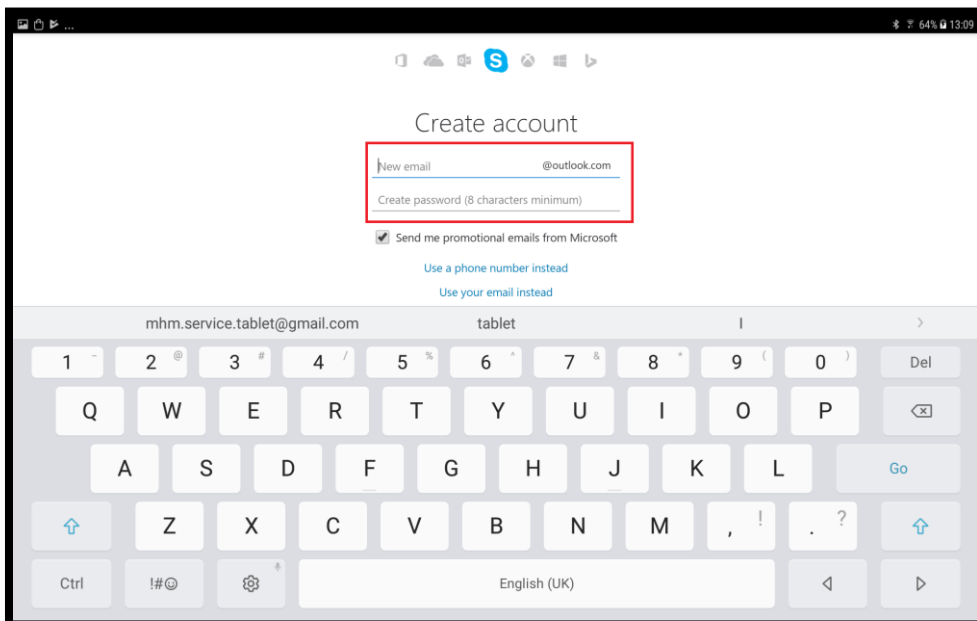 ... 64% 13:09
S
Create account
New email @outlook.com
Create password (8 characters minimum)
Send me promotional emails from Microsoft
Use a phone number instead
Use your email instead
mhm.service.tablet@gmail.com tablet I >
1 - 2 @ 3 # 4 / 5 % 6 ^ 7 & 8 * 9 ( 0 ) Del
Q W E R T Y U I O P
A S D F G H J K L Go
Z X C V B N M , ! . ?
Ctrl !#☺ English (UK)